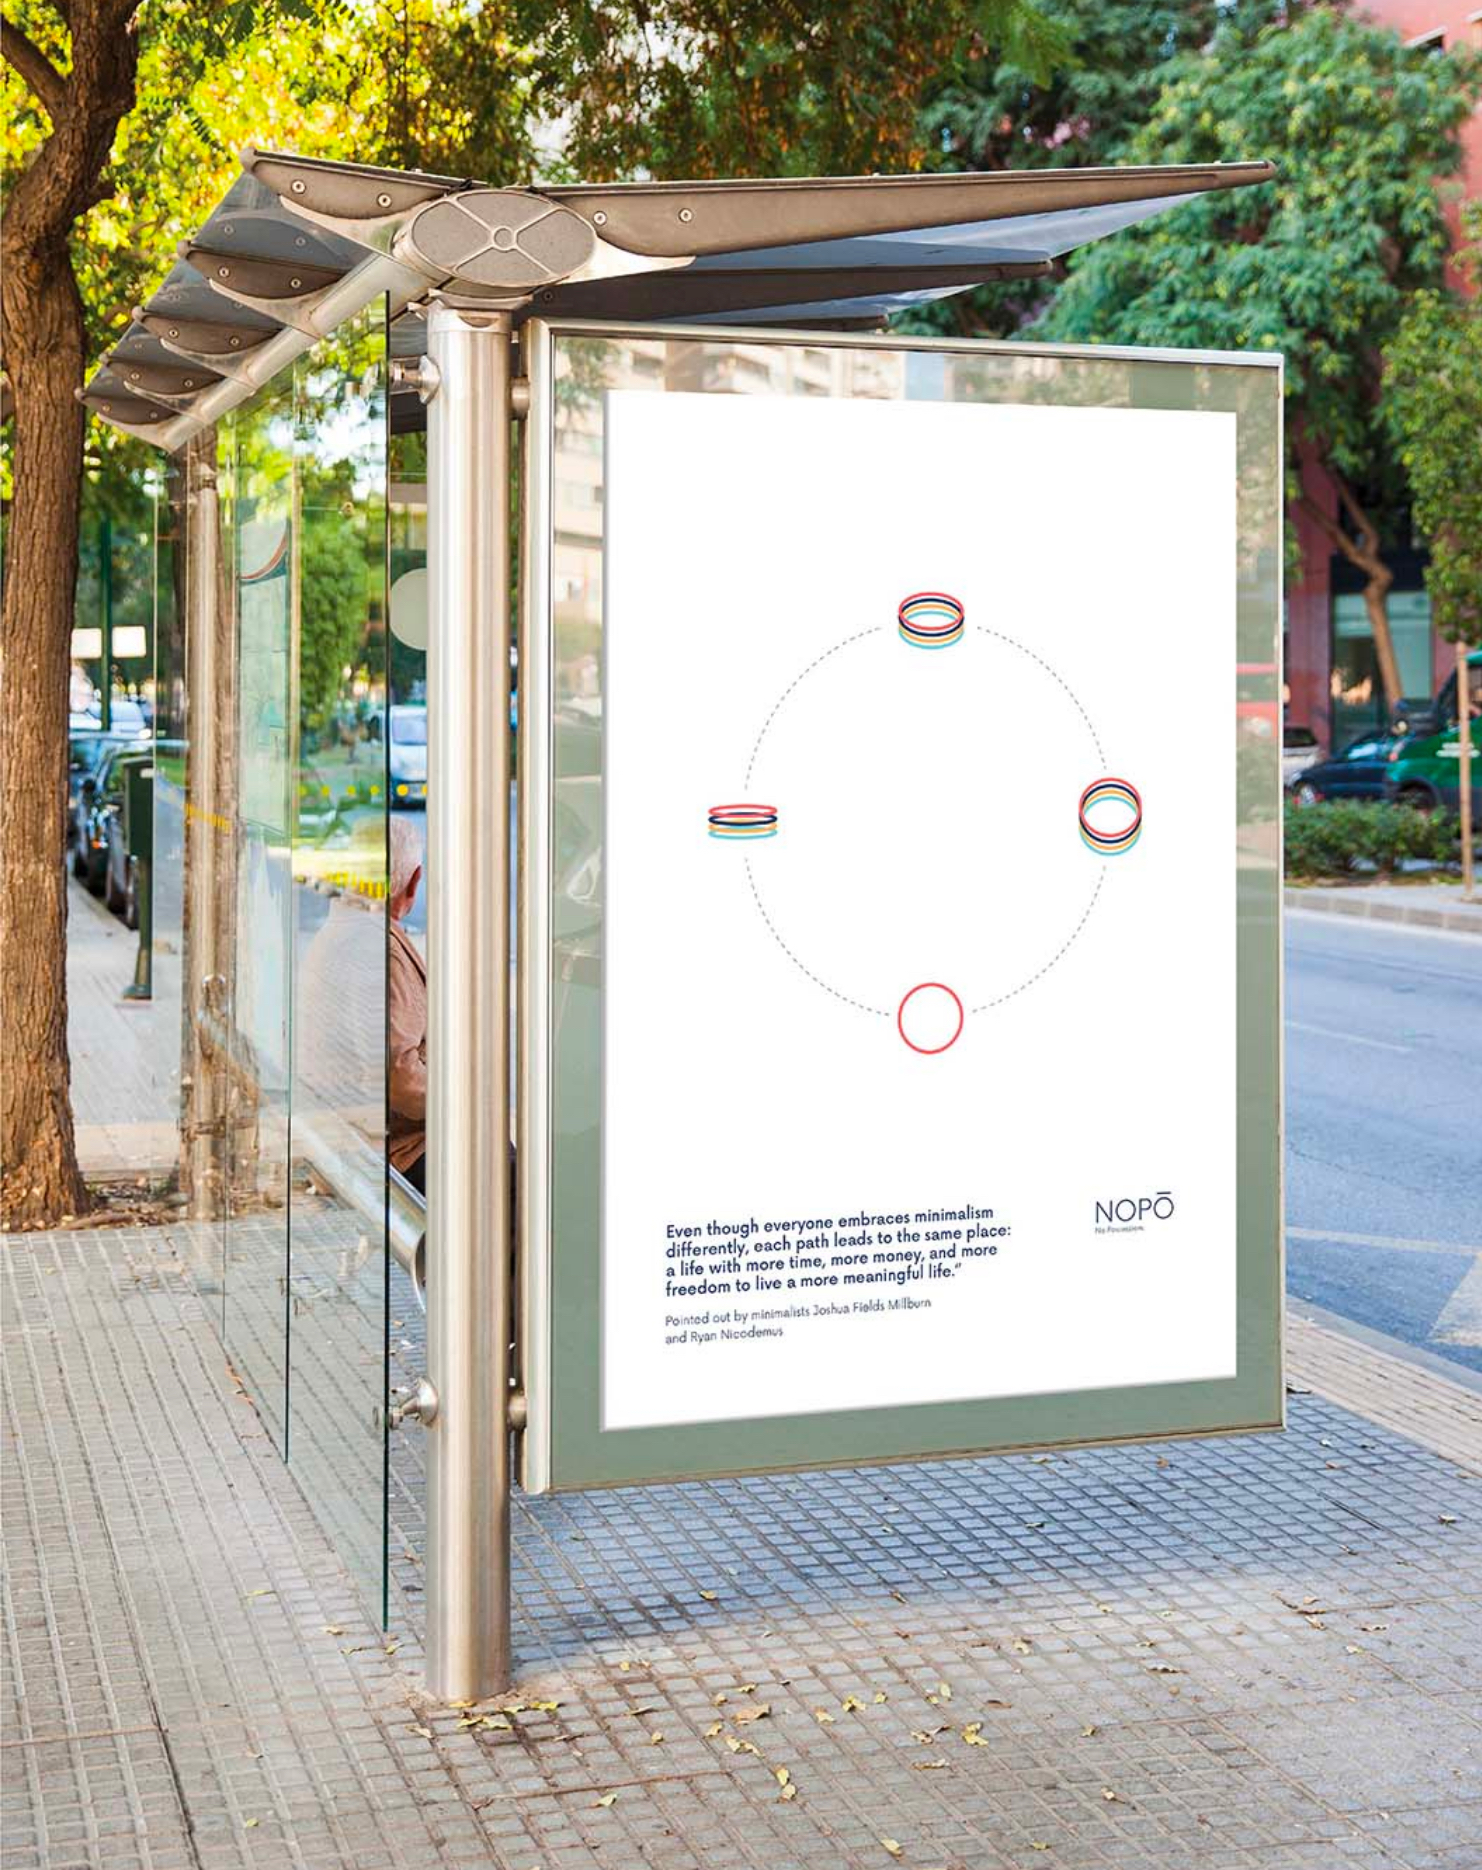 Even though everyone embraces minimalism
differently, each path leads to the same place:
a life with more time, more money, and more
freedom to live a more meaningful life.”
Pointed out by minimalists Joshua Fields Millburn
and Ryan Nicodemus
NOPŌ
No Possessions